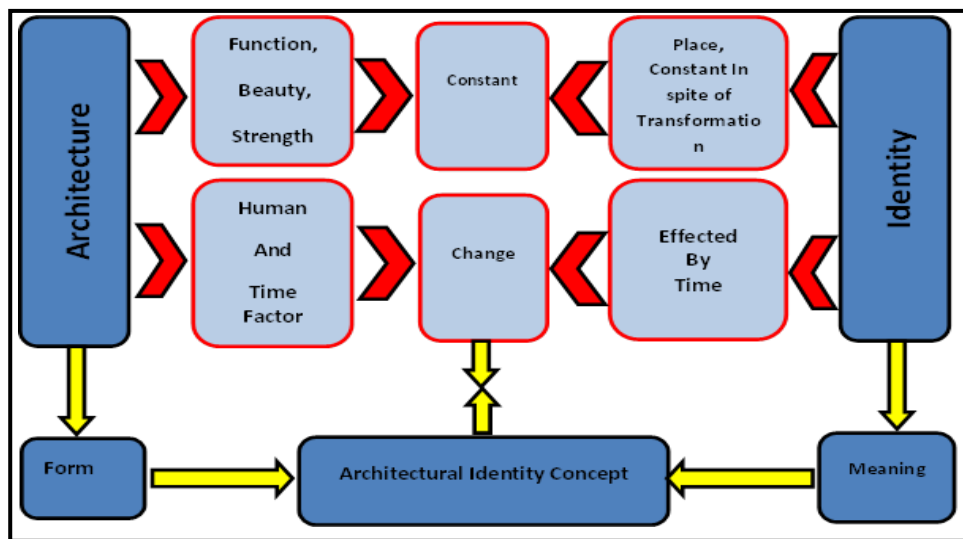 Architecture
Function,
Beauty,
Strength
Constant
Place,
Constant In
spite of
Transformatio
n
Identity
Human
And
Time
Factor
Change
Effected
By
Time
Form
Architectural Identity Concept
Meaning